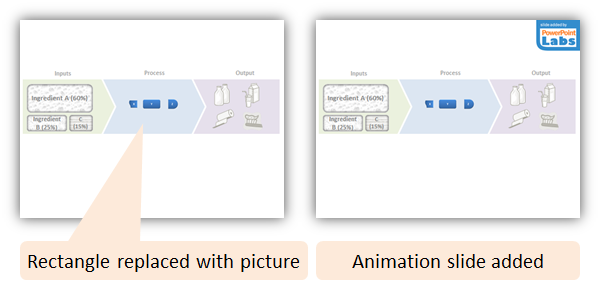 slide added by
PowerPoint
Labs
Inputs
Process
Output
Ingredient A (60%)
Ingredient
B (25%)
C
(15%)
Inputs
Process
Output
Ingredient A (60%)
Ingredient
B (25%)
C
(15%)
Rectangle replaced with picture
Animation slide added